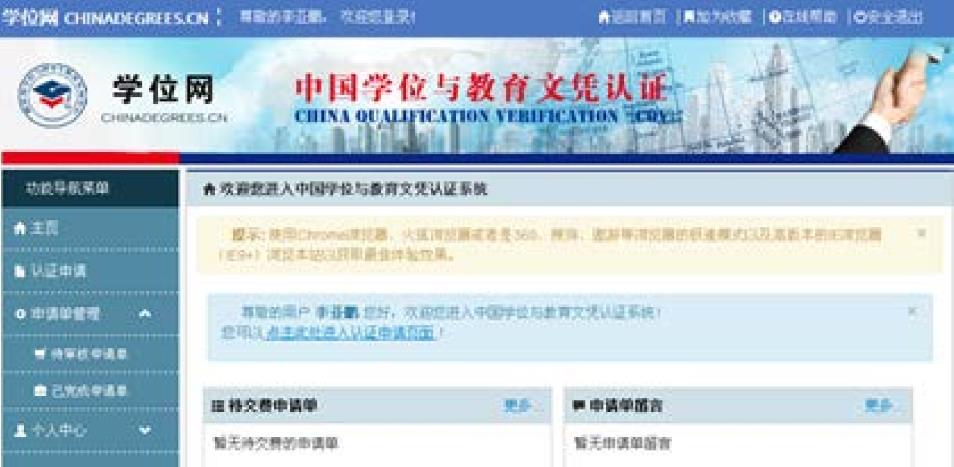 学位网 CHINADEGREES.CN 尊敬的李亚鹏, 欢迎您登录!
返回首页 | 加为收藏 | 在线帮助 | 安全退出
学位网
CHINADEGREES.CN
中国学位与教育文凭认证
CHINA QUALIFICATION VERIFICATION
功能导航菜单
主页
认证申请
申请单管理
待审核申请单
已完成申请单
个人中心
欢迎您进入中国学位与教育文凭认证系统
提示: 使用Chrome浏览器、火狐浏览器或者是360、搜狗、遨游等浏览器的极速模式以及高版本的IE浏览器
(IE9+) 浏览本站以获取最佳体验效果。
尊敬的用户 李亚鹏 您好, 欢迎您进入中国学位与教育文凭认证系统!
您可以点击此处进入认证申请页面!
待交费申请单 更多..
暂无待交费的申请单
申请单留言 更多..
暂无申请单留言